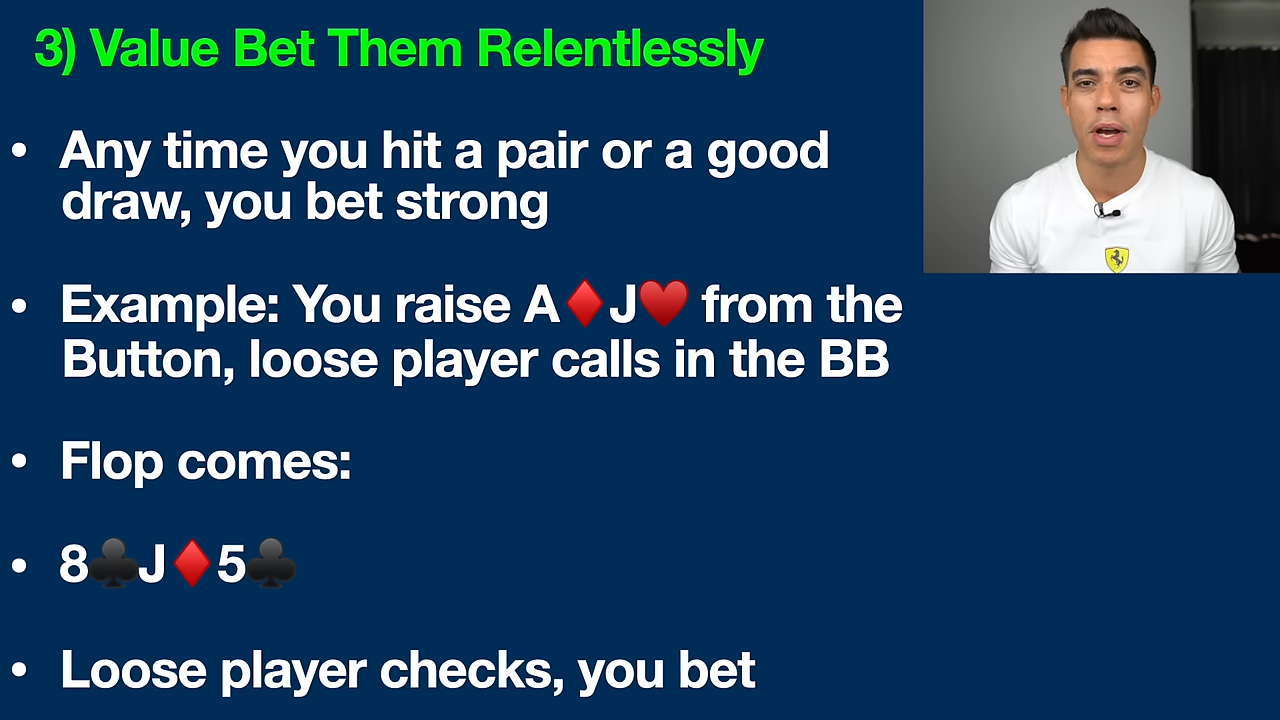 3) Value Bet Them Relentlessly
• Any time you hit a pair or a good
draw, you bet strong
• Example: You raise A♦️J♥️ from the
Button, loose player calls in the BB
• Flop comes:
• 8♣️J♦️5♣️
• Loose player checks, you bet